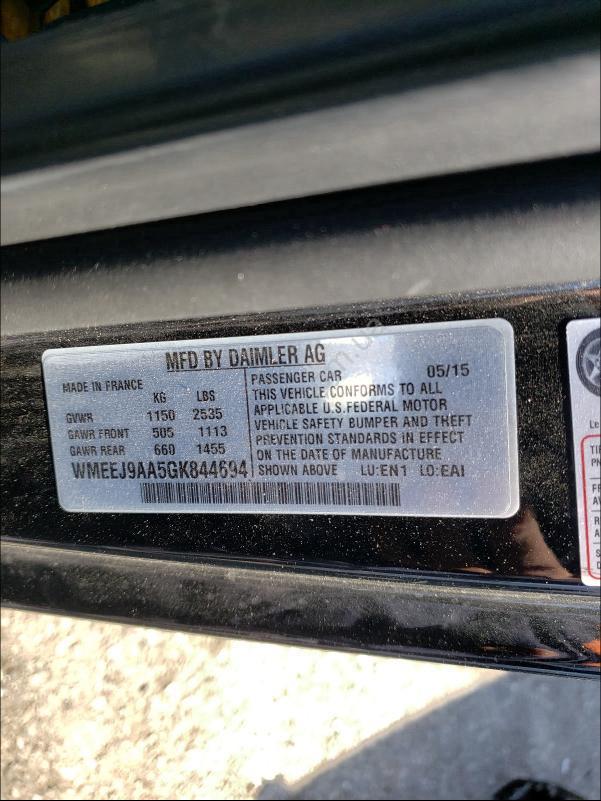 MFD BY DAIMLER AG
MADE IN FRANCE
KG LBS
GVWR 1150 2535
GAWR FRONT 505 1113
GAWR REAR 660 1455
WMEEJ9AA5GK844694
PASSENGER CAR 05/15
THIS VEHICLE CONFORMS TO ALL
APPLICABLE U.S.FEDERAL MOTOR
VEHICLE SAFETY BUMPER AND THEFT
PREVENTION STANDARDS IN EFFECT
ON THE DATE OF MANUFACTURE
SHOWN ABOVE LU:EN1 LO:EAI